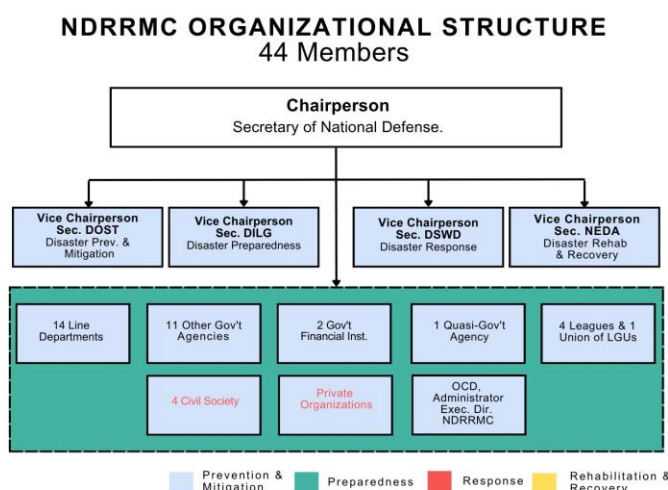 NDRRMC ORGANIZATIONAL STRUCTURE
44 Members
Chairperson
Secretary of National Defense.
Vice Chairperson
Sec. DOST
Disaster Prev. &
Mitigation
Vice Chairperson
Sec. DILG
Disaster Preparedness
Vice Chairperson
Sec. DSWD
Disaster Response
Vice Chairperson
Sec. NEDA
Disaster Rehab
& Recovery
14 Line
Departments
11 Other Gov't
Agencies
2 Gov't
Financial Inst.
1 Quasi-Gov't
Agency
4 Leagues & 1
Union of LGUs
4 Civil Society
Private
Organizations
OCD,
Administrator
Exec. Dir.
NDRRMC
Prevention &
Mitigation
Preparedness
Response
Rehabilitation &
Recovery